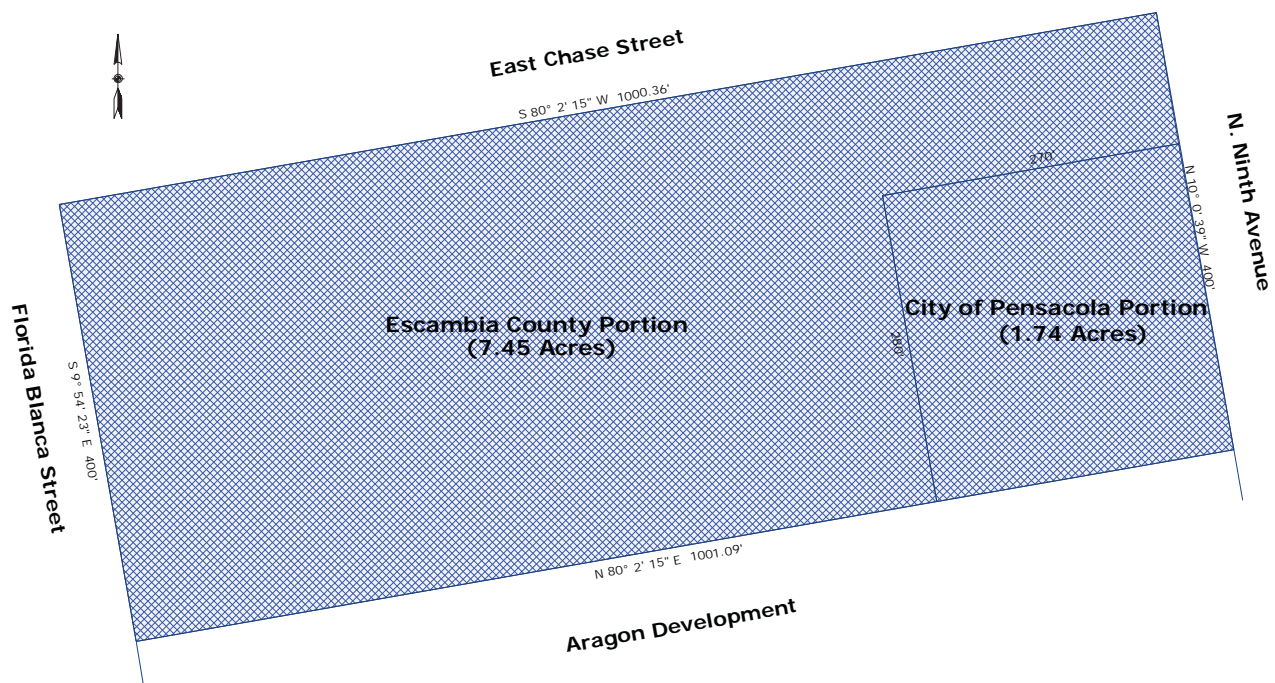 East Chase Street
S 80° 2' 15" W 1000.36'
N. Ninth Avenue
270'
N 10° 0' 39" W 400'
Florida Blanca Street
S 9° 54' 23" E 400'
Escambia County Portion
(7.45 Acres)
280'
City of Pensacola Portion
(1.74 Acres)
N 80° 2' 15" E 1001.09'
Aragon Development